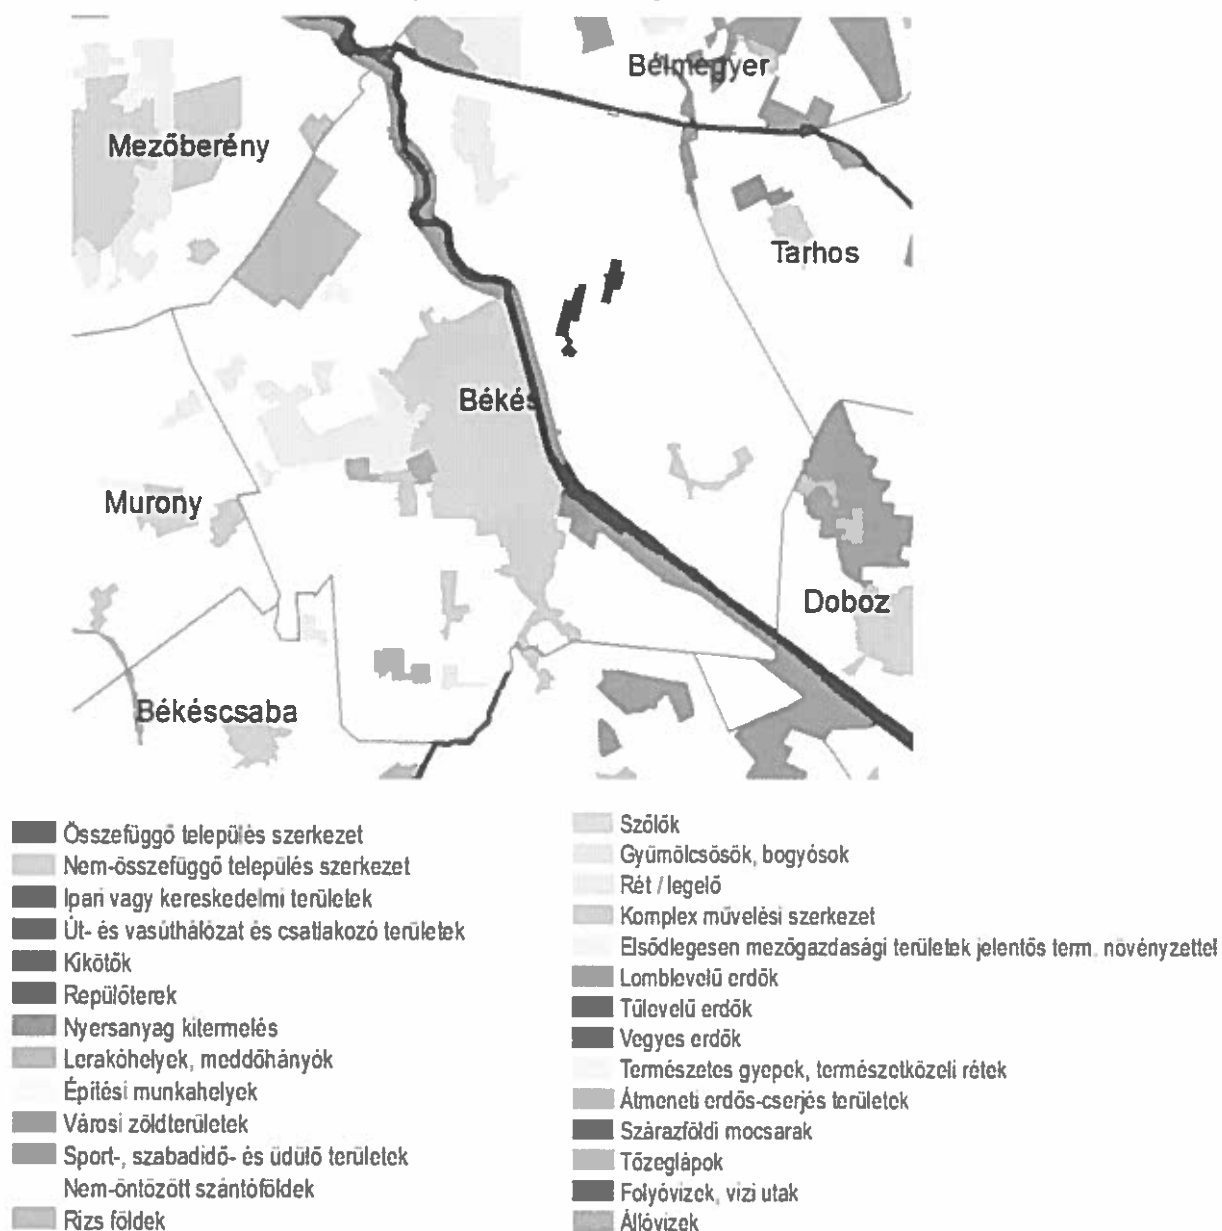 Bélmegyer
Mezőberény
Tarhos
Békés
Murony
Doboz
Békéscsaba
Összefüggő település szerkezet
Nem-összefüggő település szerkezet
Ipari vagy kereskedelmi területek
Út- és vasúthálózat és csatlakozó területek
Kikötők
Repülőterek
Nyersanyag kitermelés
Lerakóhelyek, meddőhányók
Építési munkahelyek
Városi zöldterületek
Sport-, szabadidő- és üdülő területek
Nem-öntözött szántóföldek
Rizs földek
Szőlők
Gyümölcsösök, bogyósok
Rét / legelő
Komplex művelési szerkezet
Elsődlegesen mezőgazdasági területek jelentős term. növényzettel
Lomblevelű erdők
Tűlevelű erdők
Vegyes erdők
Természetes gyepek, természetközeli rétek
Átmeneti erdős-cserjés területek
Szárazföldi mocsarak
Tőzeglápok
Folyóvizek, vízi utak
Állóvizek